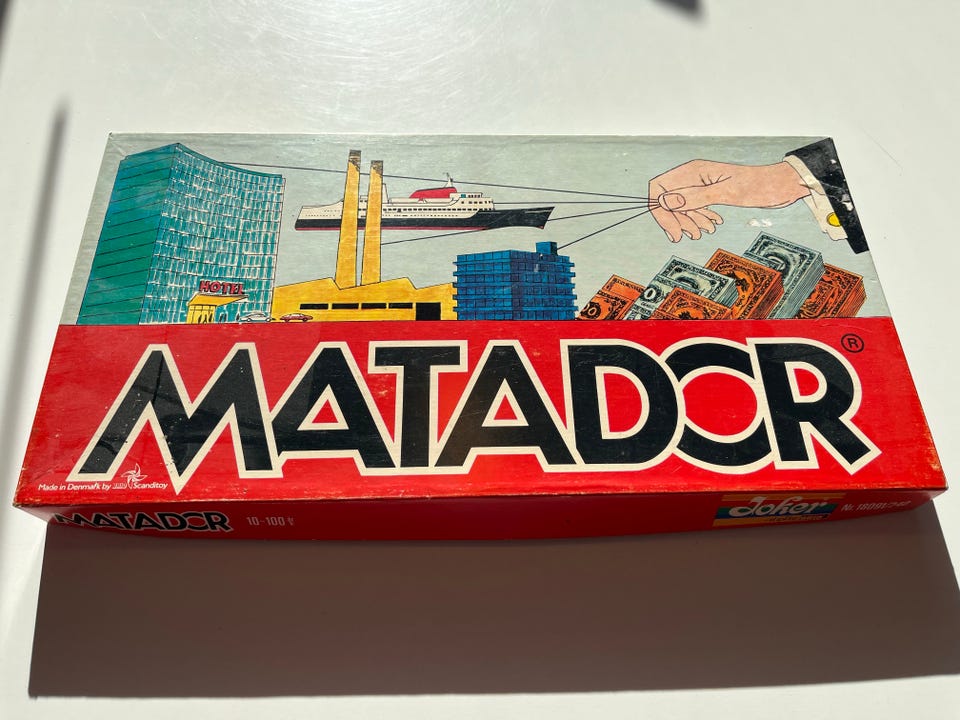 HOTEL
MATADOR®
Made in Denmark by Scanditoy
MATADOR 10-100
Joker